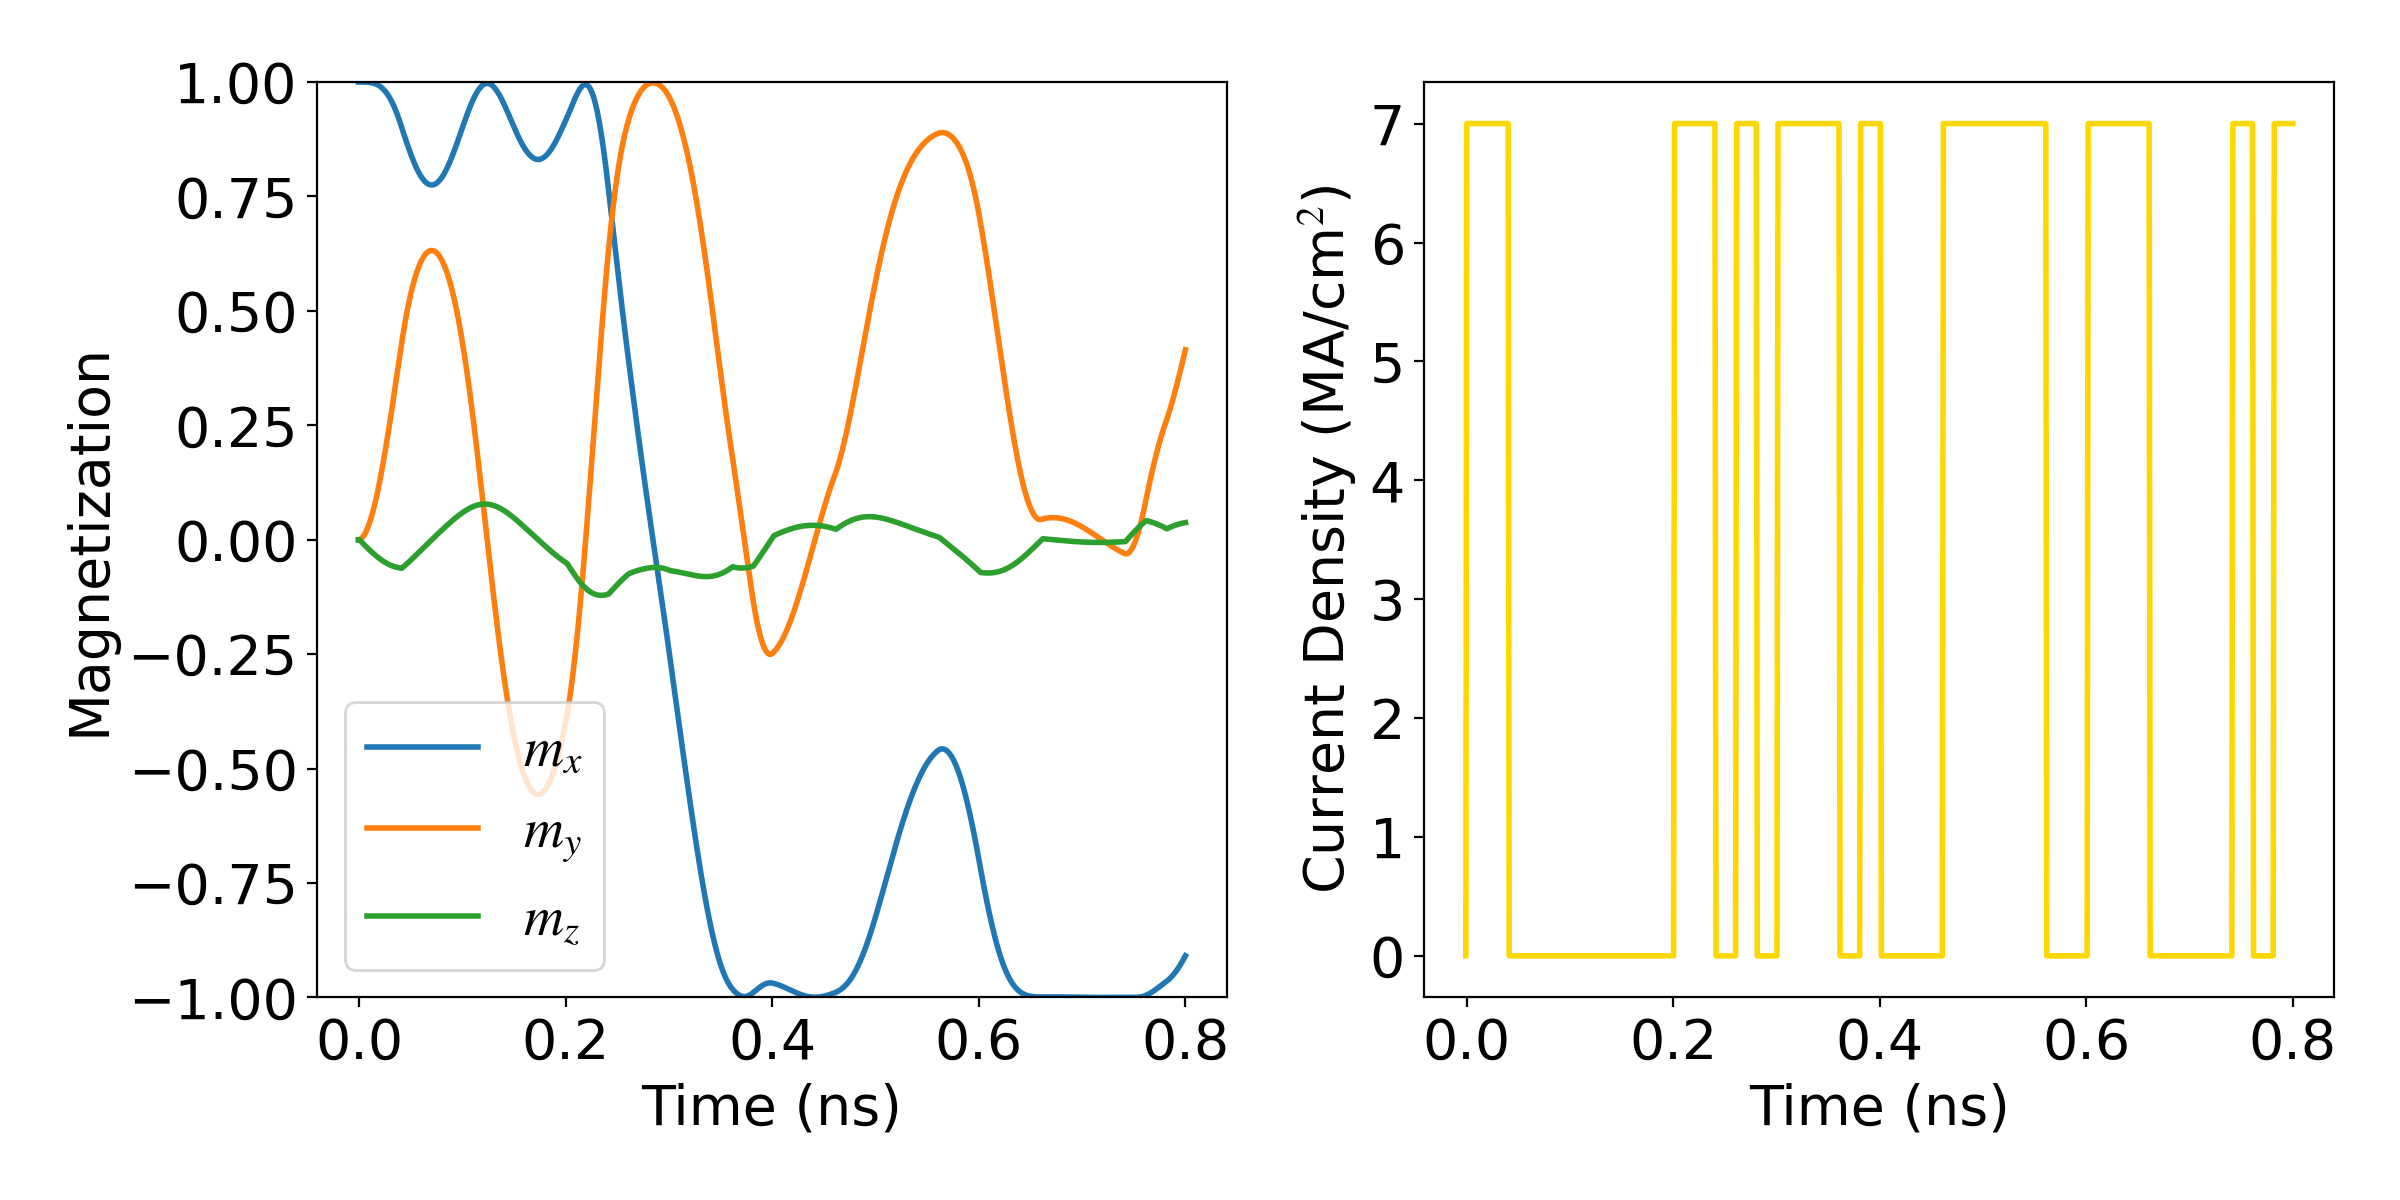 1.00
0.75
0.50
0.25
0.00
−0.25
−0.50
−0.75
−1.00
Magnetization
m_x
m_y
m_z
0.0 0.2 0.4 0.6 0.8
Time (ns)
7
6
5
4
3
2
1
0
Current Density (MA/cm²)
0.0 0.2 0.4 0.6 0.8
Time (ns)